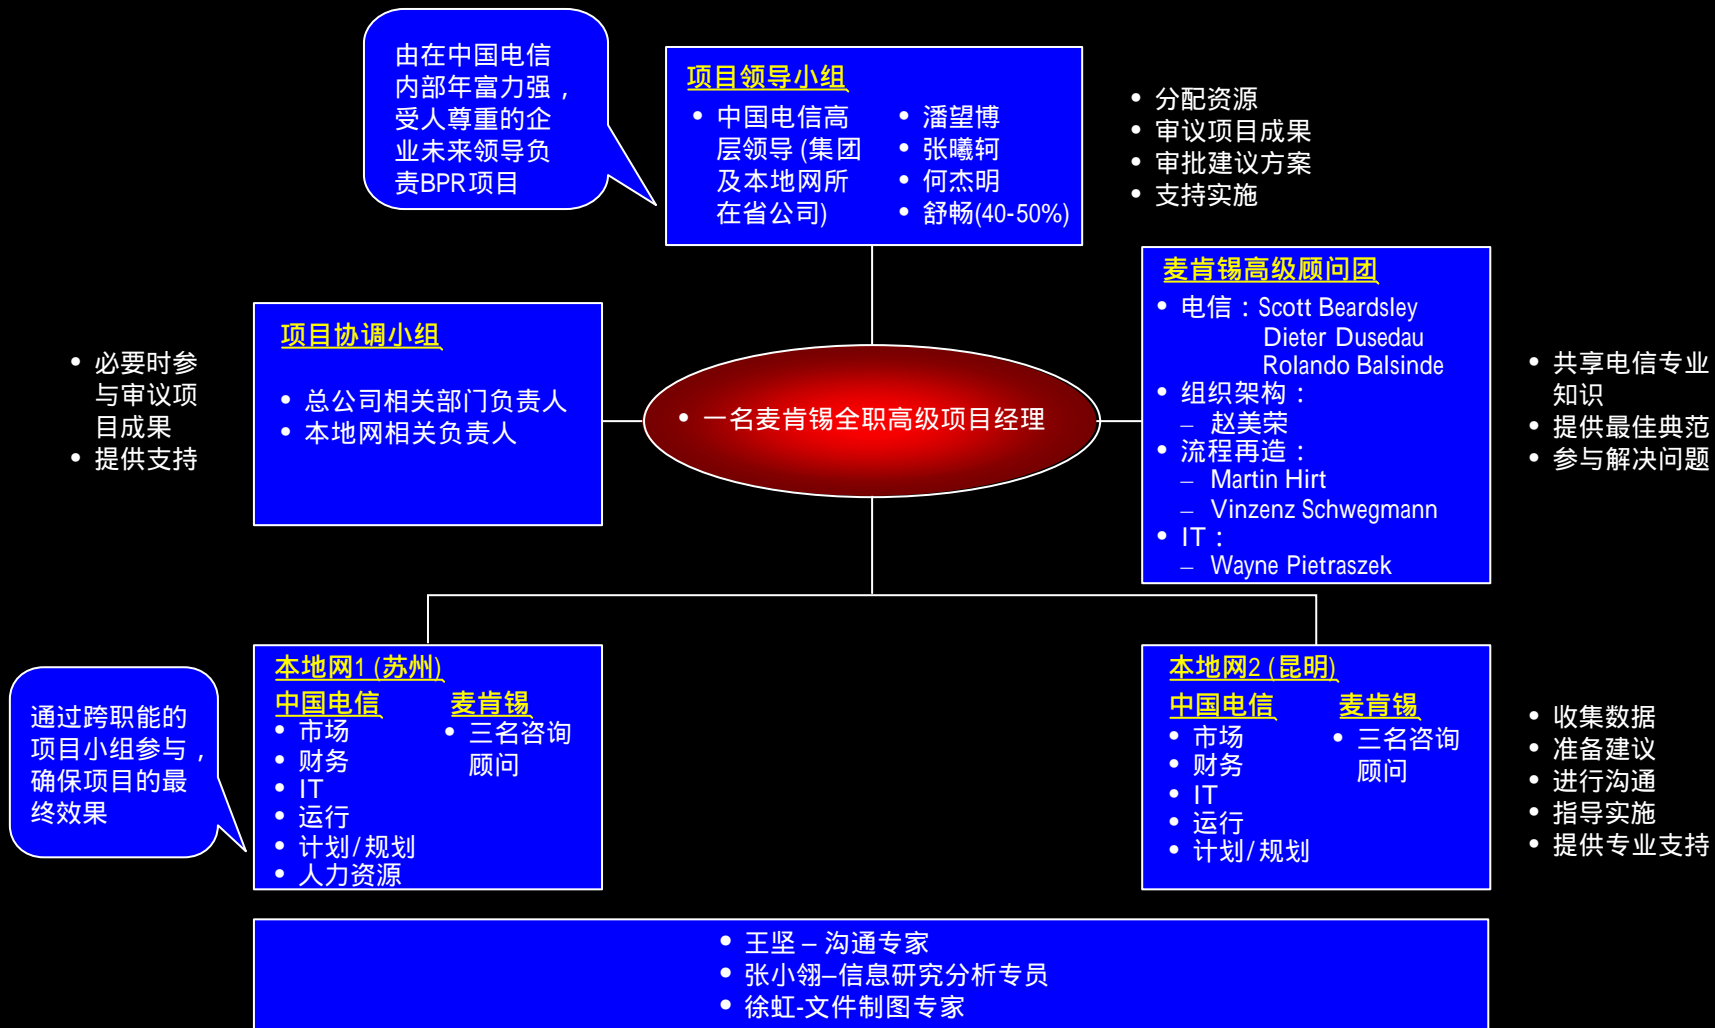 由在中国电信
内部年富力强，
受人尊重的企
业未来领导负
责BPR项目
项目领导小组
• 中国电信高
层领导 (集团
及本地网所
在省公司)
• 潘望博
• 张曦轲
• 何杰明
• 舒畅(40-50%)
• 分配资源
• 审议项目成果
• 审批建议方案
• 支持实施
• 必要时参
与审议项
目成果
• 提供支持
项目协调小组
• 总公司相关部门负责人
• 本地网相关负责人
• 一名麦肯锡全职高级项目经理
麦肯锡高级顾问团
• 电信：Scott Beardsley
Dieter Dusedau
Rolando Balsinde
• 组织架构：
– 赵美荣
• 流程再造：
– Martin Hirt
– Vinzenz Schwegmann
• IT：
– Wayne Pietraszek
• 共享电信专业
知识
• 提供最佳典范
• 参与解决问题
通过跨职能的
项目小组参与，
确保项目的最
终效果
本地网1 (苏州)
中国电信
• 市场
• 财务
• IT
• 运行
• 计划/规划
• 人力资源
麦肯锡
• 三名咨询
顾问
本地网2 (昆明)
中国电信
• 市场
• 财务
• IT
• 运行
• 计划/规划
麦肯锡
• 三名咨询
顾问
• 收集数据
• 准备建议
• 进行沟通
• 指导实施
• 提供专业支持
• 王坚 – 沟通专家
• 张小翎–信息研究分析专员
• 徐虹-文件制图专家